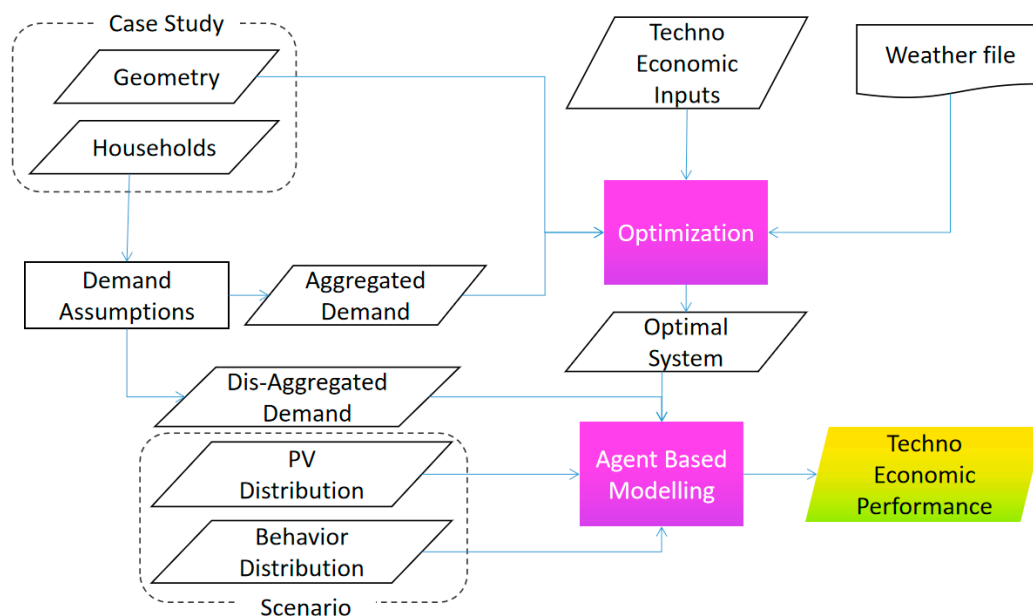 Case Study
Geometry
Households
Techno
Economic
Inputs
Weather file
Optimization
Demand
Assumptions
Aggregated
Demand
Optimal
System
Dis-Aggregated
Demand
PV
Distribution
Agent Based
Modelling
Techno
Economic
Performance
Behavior
Distribution
Scenario